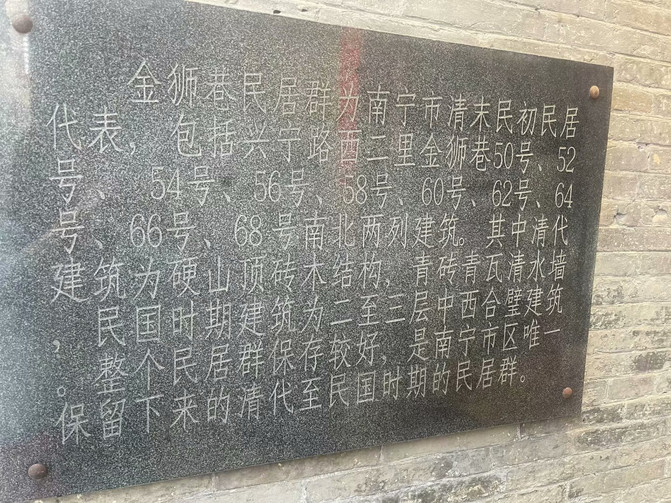 金狮巷民居群为南宁市清末民初民居
代表，包括兴宁路西二里金狮巷50号、52
号、54号、56号、58号、60号、62号、64
号、66号、68号南北两列建筑。其中清代
建筑为硬山顶砖木结构，青砖青瓦清水墙
，民国时期建筑为二至三层中西合璧建筑
。整个民居群保存较好，是南宁市区唯一
保留下来的清代至民国时期的民居群。